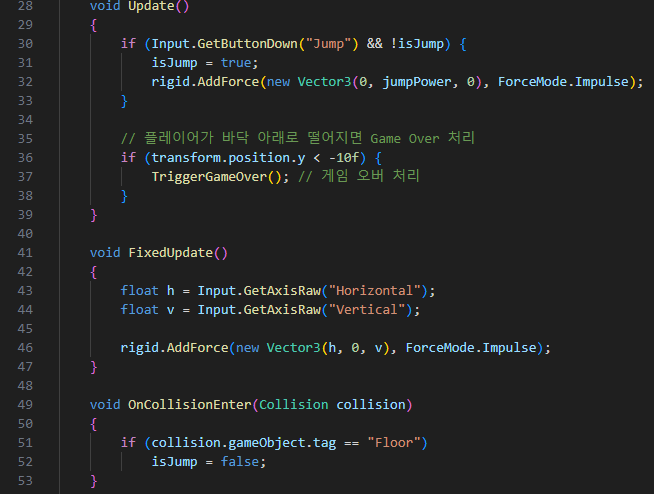 28 void Update()
29 {
30 if (Input.GetButtonDown("Jump") && !isJump) {
31 isJump = true;
32 rigid.AddForce(new Vector3(0, jumpPower, 0), ForceMode.Impulse);
33 }
34
35 // 플레이어가 바닥 아래로 떨어지면 Game Over 처리
36 if (transform.position.y < -10f) {
37 TriggerGameOver(); // 게임 오버 처리
38 }
39 }
40
41 void FixedUpdate()
42 {
43 float h = Input.GetAxisRaw("Horizontal");
44 float v = Input.GetAxisRaw("Vertical");
45
46 rigid.AddForce(new Vector3(h, 0, v), ForceMode.Impulse);
47 }
48
49 void OnCollisionEnter(Collision collision)
50 {
51 if (collision.gameObject.tag == "Floor")
52 isJump = false;
53 }